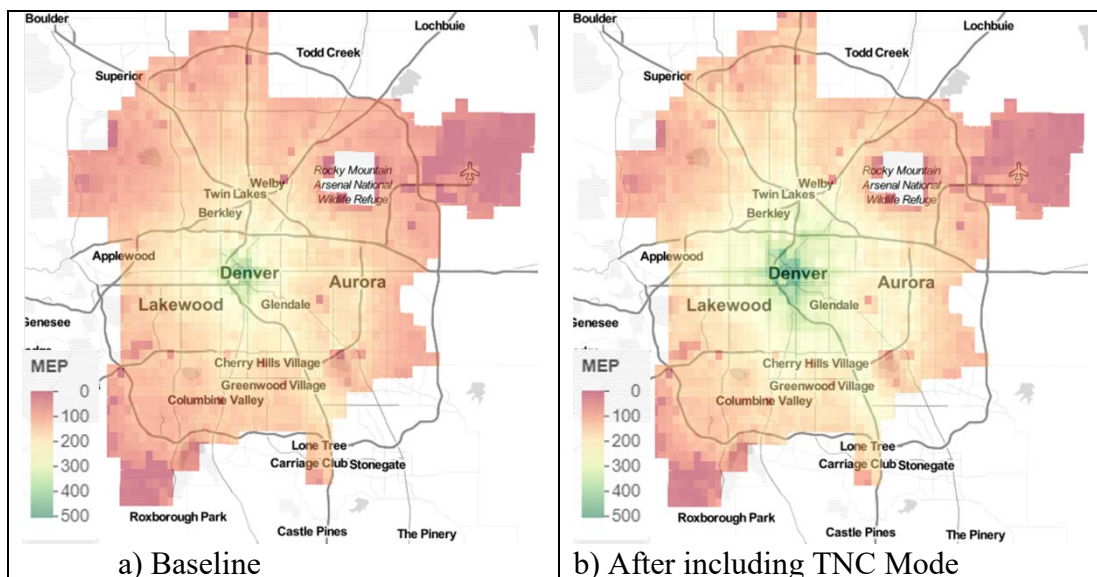 Boulder
Lochbuie
Todd Creek
Superior
Rocky Mountain
Arsenal National
Wildlife Refuge
Welby
Twin Lakes
Berkley
Applewood
Denver
Aurora
Lakewood
Glendale
Genesee
MEP
0
100
200
300
400
500
Cherry Hills Village
Greenwood Village
Columbine Valley
Lone Tree
Carriage Club
Stonegate
Roxborough Park
Castle Pines
The Pinery
a) Baseline
Boulder
Lochbuie
Todd Creek
Superior
Rocky Mountain
Arsenal National
Wildlife Refuge
Welby
Twin Lakes
Berkley
Applewood
Denver
Aurora
Lakewood
Glendale
Genesee
MEP
0
100
200
300
400
500
Cherry Hills Village
Greenwood Village
Columbine Valley
Lone Tree
Carriage Club
Stonegate
Roxborough Park
Castle Pines
The Pinery
b) After including TNC Mode